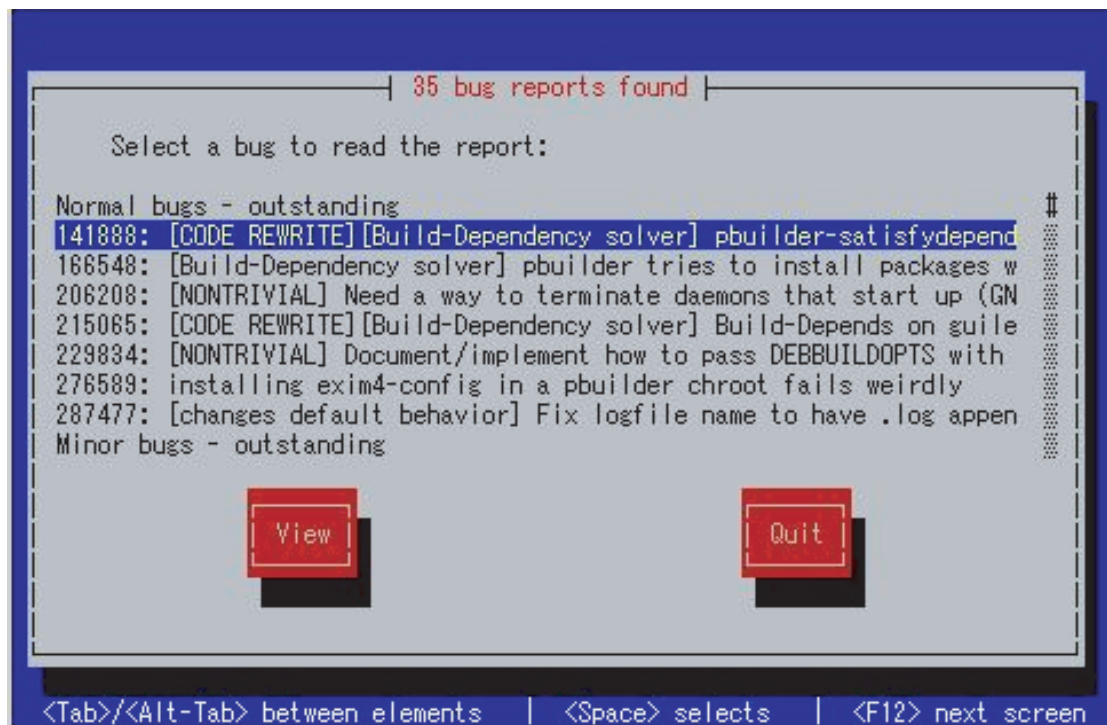 35 bug reports found
Select a bug to read the report:
Normal bugs - outstanding #
141888: [CODE REWRITE][Build-Dependency solver] pbuilder-satisfydepend
166548: [Build-Dependency solver] pbuilder tries to install packages w
206208: [NONTRIVIAL] Need a way to terminate daemons that start up (GN
215065: [CODE REWRITE][Build-Dependency solver] Build-Depends on guile
229834: [NONTRIVIAL] Document/implement how to pass DEBBUILDOPTS with
276589: installing exim4-config in a pbuilder chroot fails weirdly
287477: [changes default behavior] Fix logfile name to have .log appen
Minor bugs - outstanding
View Quit
<Tab>/<Alt-Tab> between elements | <Space> selects | <F12> next screen